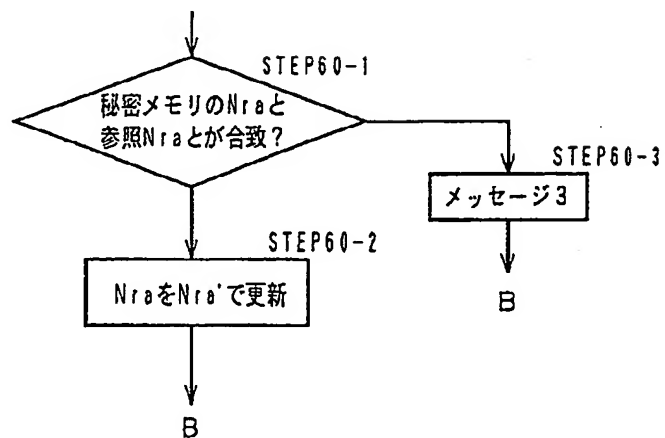 STEP60-1
秘密メモリのNraと
参照Nraとが合致?
STEP60-3
メッセージ3
STEP60-2
NraをNra'で更新
B
B